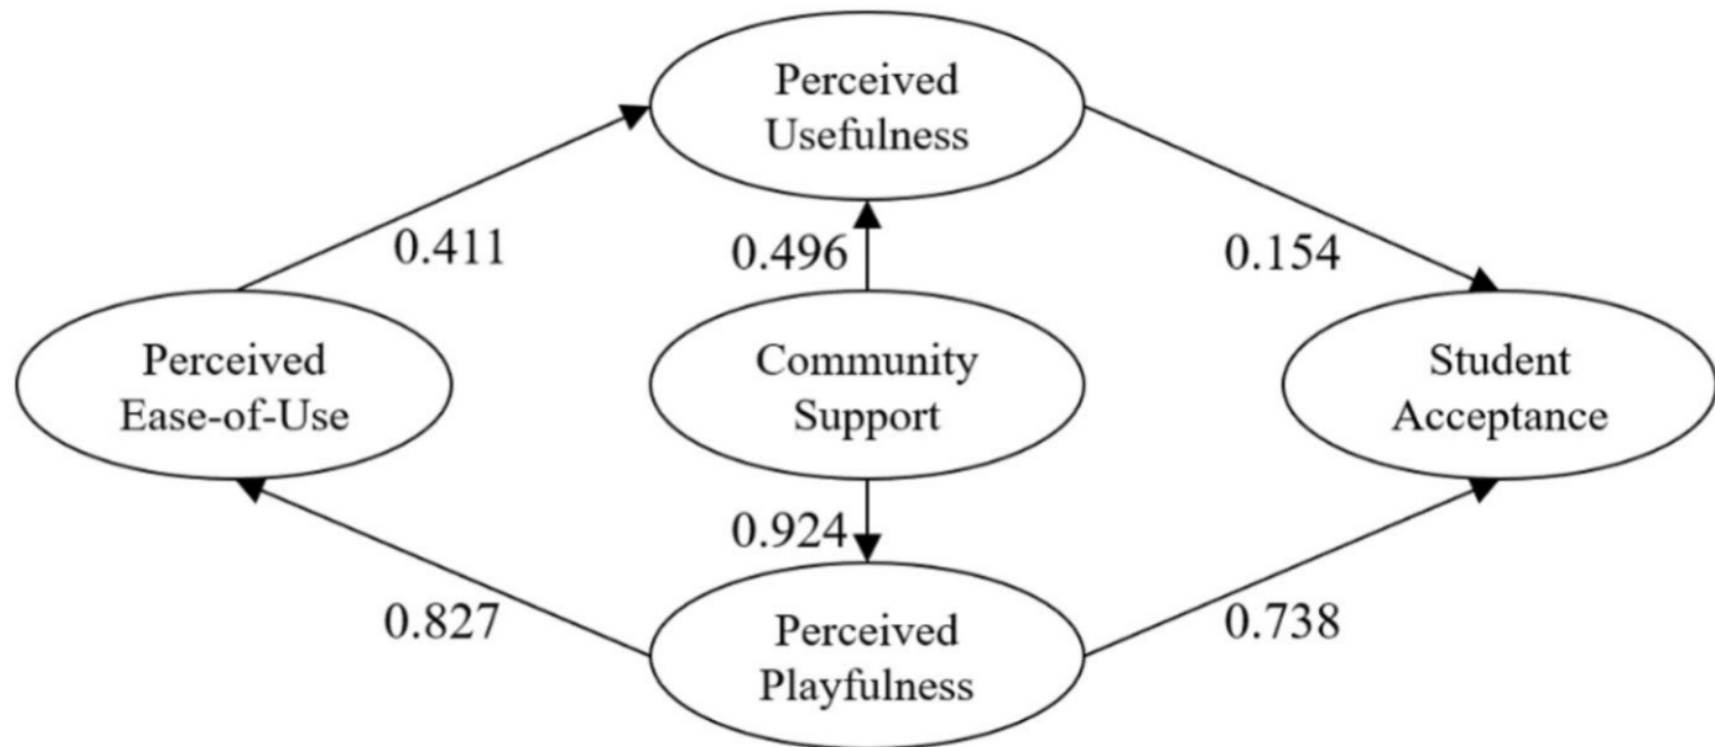 Perceived
Usefulness
0.411
0.496
0.154
Perceived
Ease-of-Use
Community
Support
Student
Acceptance
0.924
0.827
0.738
Perceived
Playfulness